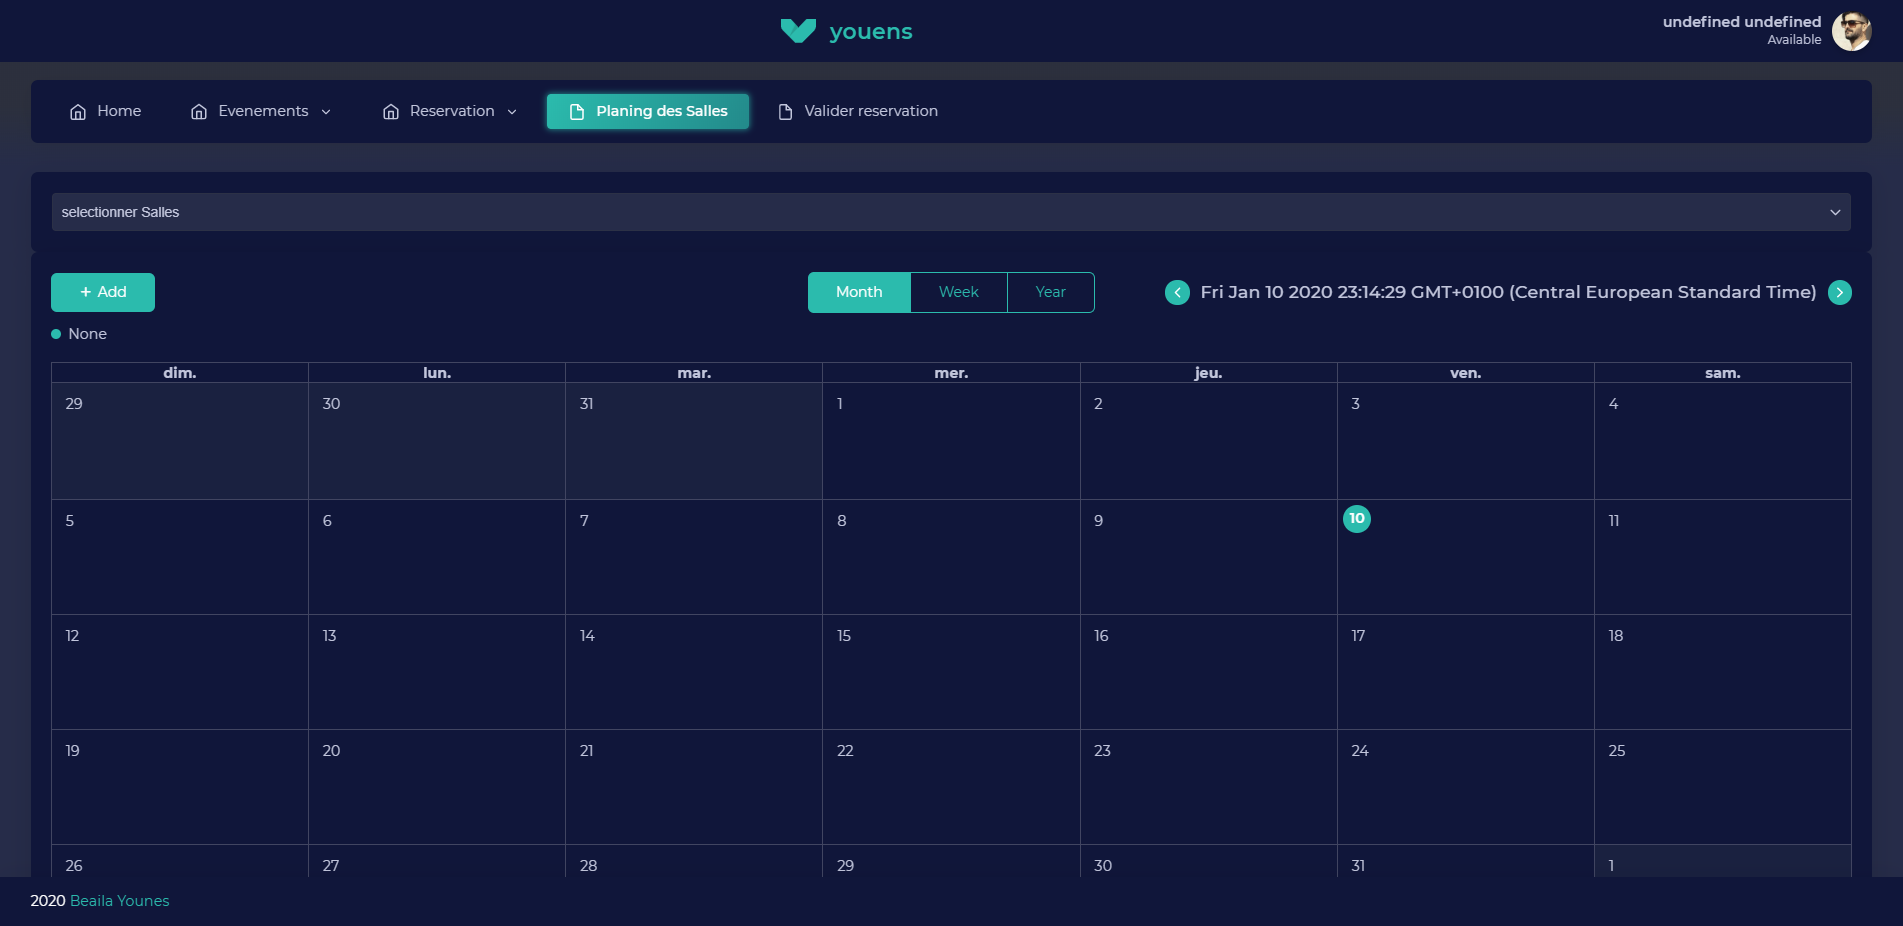 youens
undefined undefined
Available
Home Evenements Reservation Planing des Salles Valider reservation
selectionner Salles
+ Add Month Week Year Fri Jan 10 2020 23:14:29 GMT+0100 (Central European Standard Time)
None
dim. lun. mar. mer. jeu. ven. sam.
29 30 31 1 2 3 4
5 6 7 8 9 10 11
12 13 14 15 16 17 18
19 20 21 22 23 24 25
26 27 28 29 30 31 1
2020 Beaila Younes